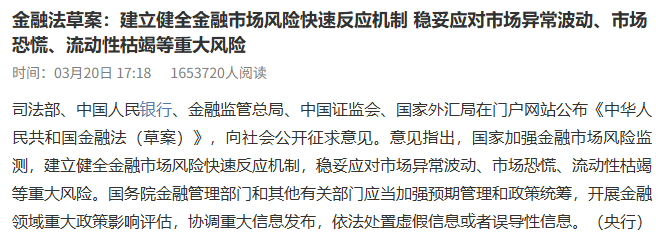 金融法草案：建立健全金融市场风险快速反应机制 稳妥应对市场异常波动、市场
恐慌、流动性枯竭等重大风险
时间：03月20日 17:18 1653720人阅读
司法部、中国人民银行、金融监管总局、中国证监会、国家外汇局在门户网站公布《中华人
民共和国金融法（草案）》，向社会公开征求意见。意见指出，国家加强金融市场风险监
测，建立健全金融市场风险快速反应机制，稳妥应对市场异常波动、市场恐慌、流动性枯竭
等重大风险。国务院金融管理部门和其他有关部门应当加强预期管理和政策统筹，开展金融
领域重大政策影响评估，协调重大信息发布，依法处置虚假信息或者误导性信息。（央行）